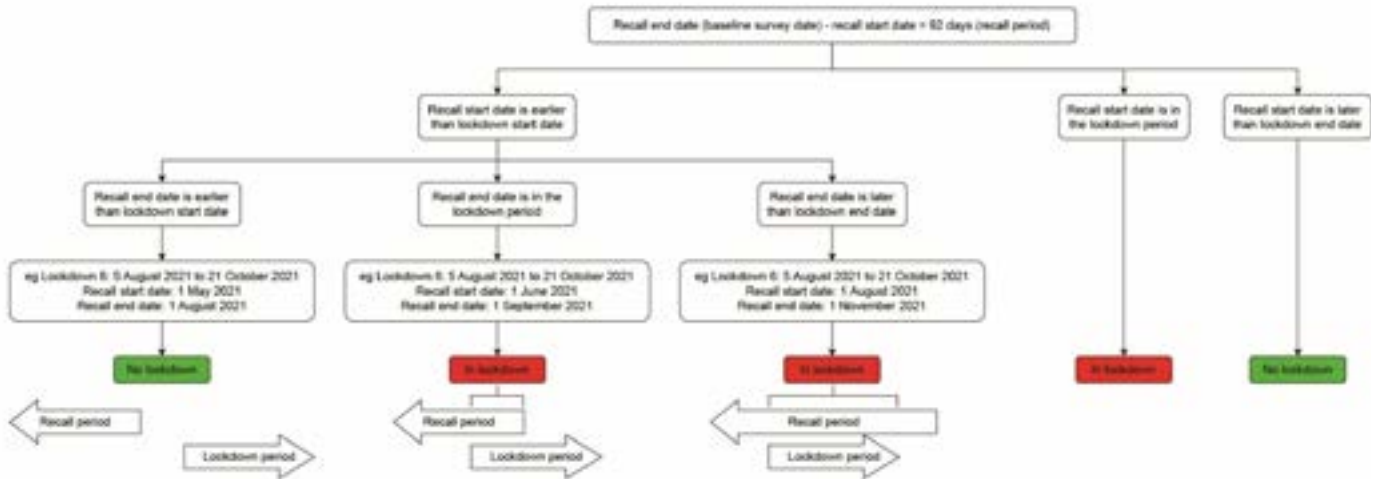 Recall end date (baseline survey date) - recall start date = 92 days (recall period)
Recall start date is earlier
than lockdown start date
Recall start date is in
the lockdown period
Recall start date is later
than lockdown end date
Recall end date is earlier
than lockdown start date
Recall end date is in the
lockdown period
Recall end date is later
than lockdown end date
eg Lockdown 6: 5 August 2021 to 21 October 2021
Recall start date: 1 May 2021
Recall end date: 1 August 2021
eg Lockdown 6: 5 August 2021 to 21 October 2021
Recall start date: 1 June 2021
Recall end date: 1 September 2021
eg Lockdown 6: 5 August 2021 to 21 October 2021
Recall start date: 1 August 2021
Recall end date: 1 November 2021
No lockdown
In lockdown
In lockdown
In lockdown
No lockdown
Recall period
Recall period
Recall period
Lockdown period
Lockdown period
Lockdown period